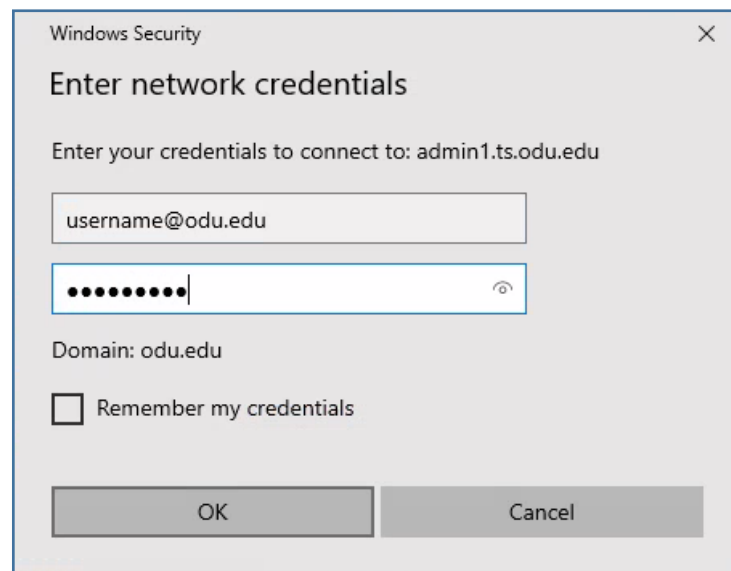 Windows Security
Enter network credentials
Enter your credentials to connect to: admin1.ts.odu.edu
username@odu.edu
●●●●●●●●●
Domain: odu.edu
Remember my credentials
OK Cancel